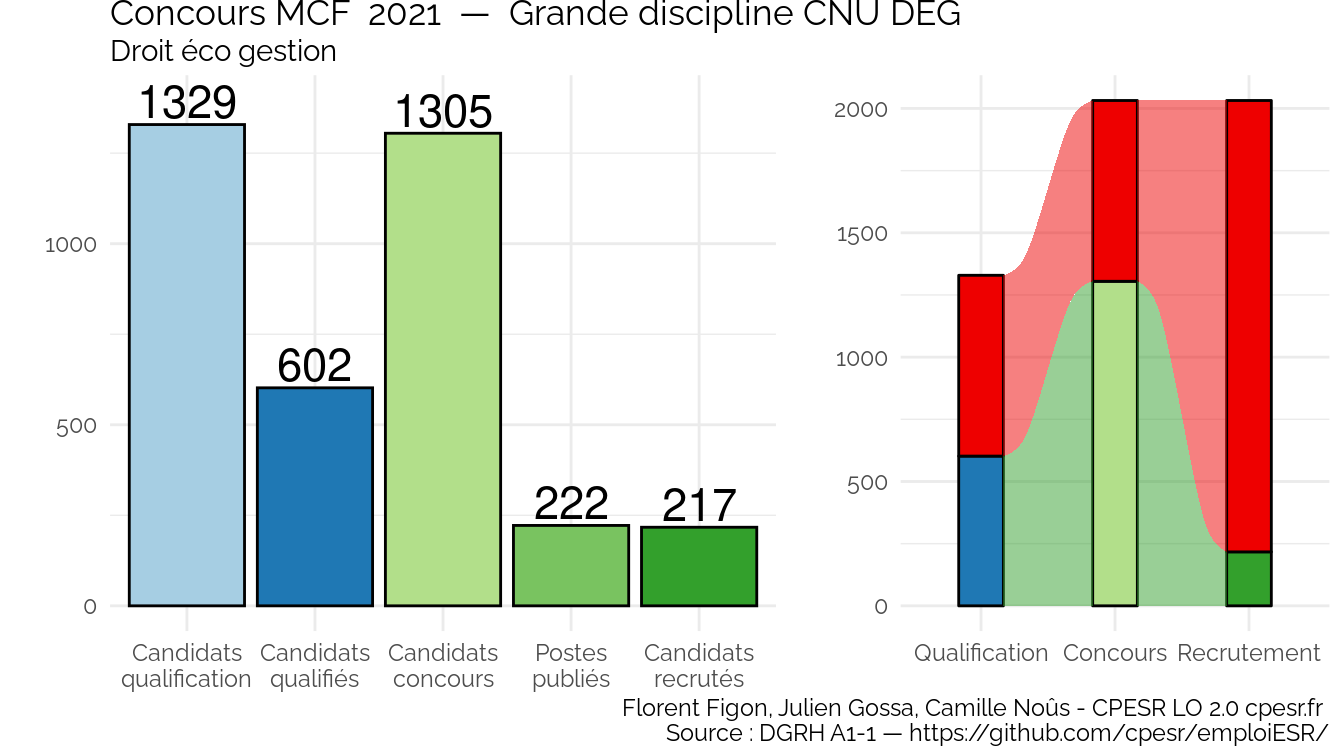 Concours MCF 2021 — Grande discipline CNU DEG
Droit éco gestion
1329
1305
602
222
217
1000
500
0
Candidats qualification
Candidats qualifiés
Candidats concours
Postes publiés
Candidats recrutés
2000
1500
1000
500
0
Qualification
Concours
Recrutement
Florent Figon, Julien Gossa, Camille Noûs - CPESR LO 2.0 cpesr.fr
Source : DGRH A1-1 — https://github.com/cpesr/emploiESR/